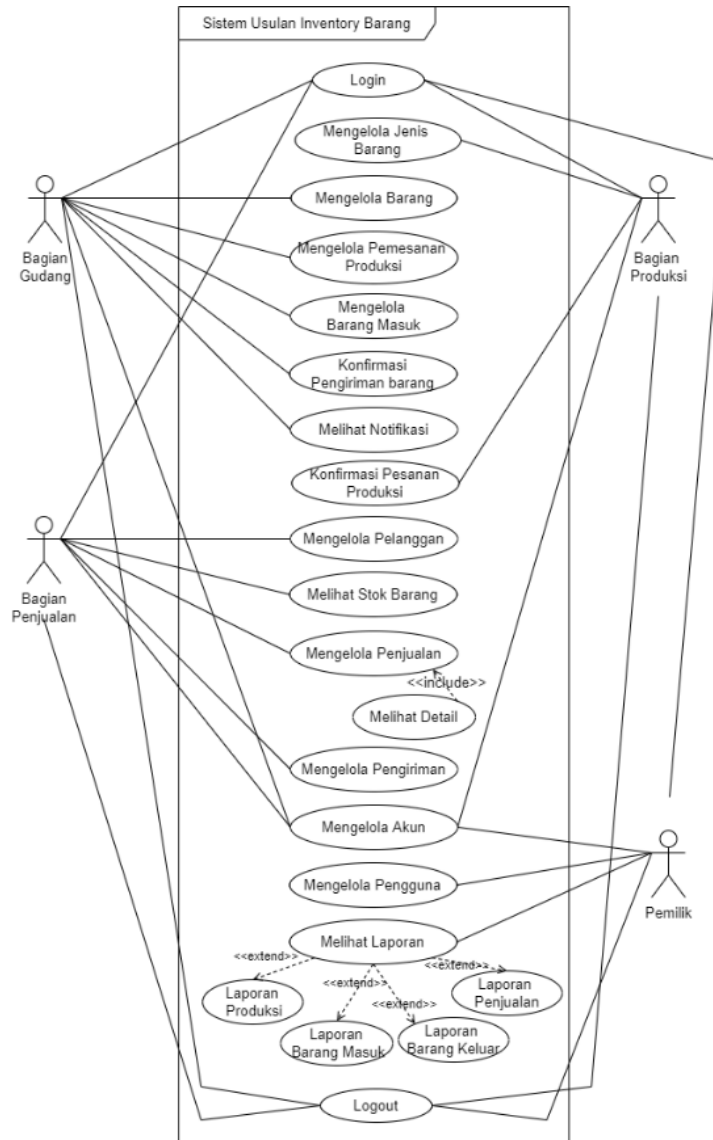 Sistem Usulan Inventory Barang
Login
Mengelola Jenis
Barang
Mengelola Barang
Bagian
Gudang
Bagian
Produksi
Mengelola Pemesanan
Produksi
Mengelola
Barang Masuk
Konfirmasi
Pengiriman barang
Melihat Notifikasi
Konfirmasi Pesanan
Produksi
Mengelola Pelanggan
Bagian
Penjualan
Melihat Stok Barang
Mengelola Penjualan
<<include>>
Melihat Detail
Mengelola Pengiriman
Mengelola Akun
Mengelola Pengguna
Pemilik
Melihat Laporan
<<extend>>
<<extend>>
<<extend>>
<<extend>>
Laporan
Produksi
Laporan
Penjualan
Laporan
Barang Masuk
Laporan
Barang Keluar
Logout